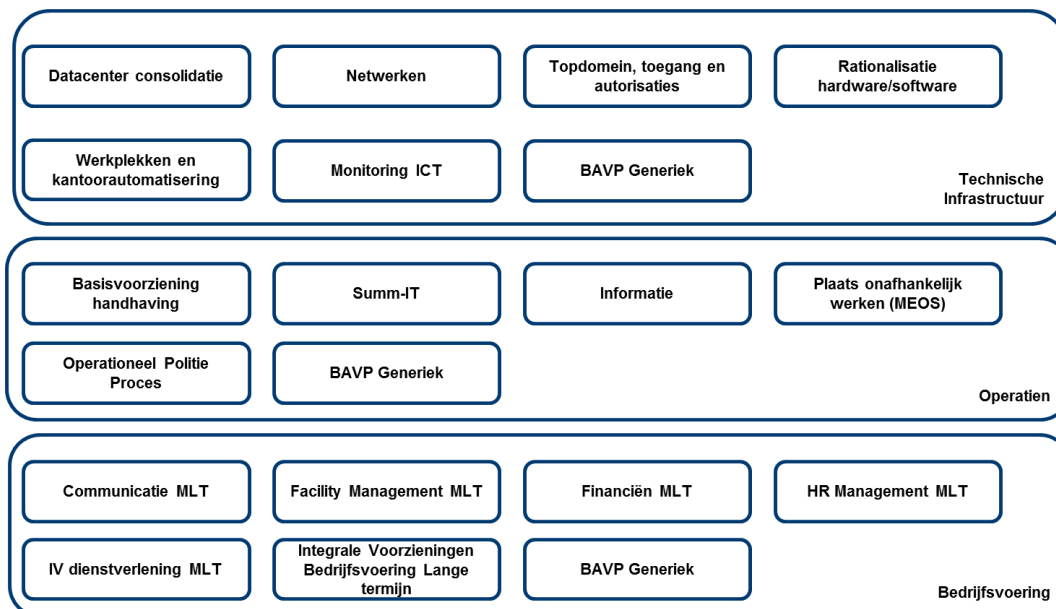 Datacenter consolidatie
Netwerken
Topdomein, toegang en
autorisaties
Rationalisatie
hardware/software
Werkplekken en
kantoorautomatisering
Monitoring ICT
BAVP Generiek
Technische
Infrastructuur
Basisvoorziening
handhaving
Summ-IT
Informatie
Plaats onafhankelijk
werken (MEOS)
Operationeel Politie
Proces
BAVP Generiek
Operatien
Communicatie MLT
Facility Management MLT
Financiën MLT
HR Management MLT
IV dienstverlening MLT
Integrale Voorzieningen
Bedrijfsvoering Lange
termijn
BAVP Generiek
Bedrijfsvoering